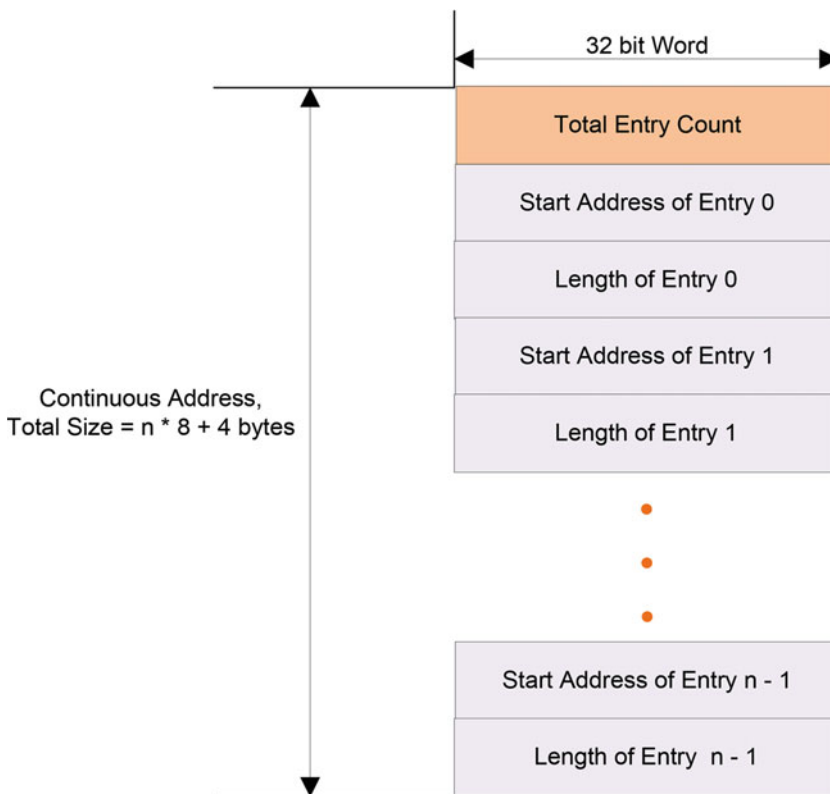 32 bit Word
Total Entry Count
Start Address of Entry 0
Length of Entry 0
Start Address of Entry 1
Length of Entry 1
Continuous Address,
Total Size = n * 8 + 4 bytes
Start Address of Entry n - 1
Length of Entry n - 1